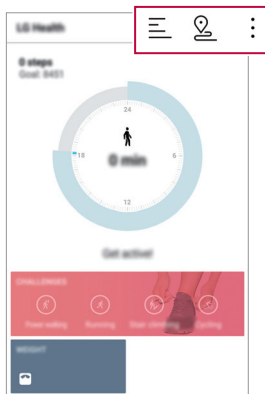 LG Health
0 steps
Goal: 8451
24
18
6
0 min
12
Get active!
CHALLENGES
Power walking Running Stair climbing Cycling
WEIGHT